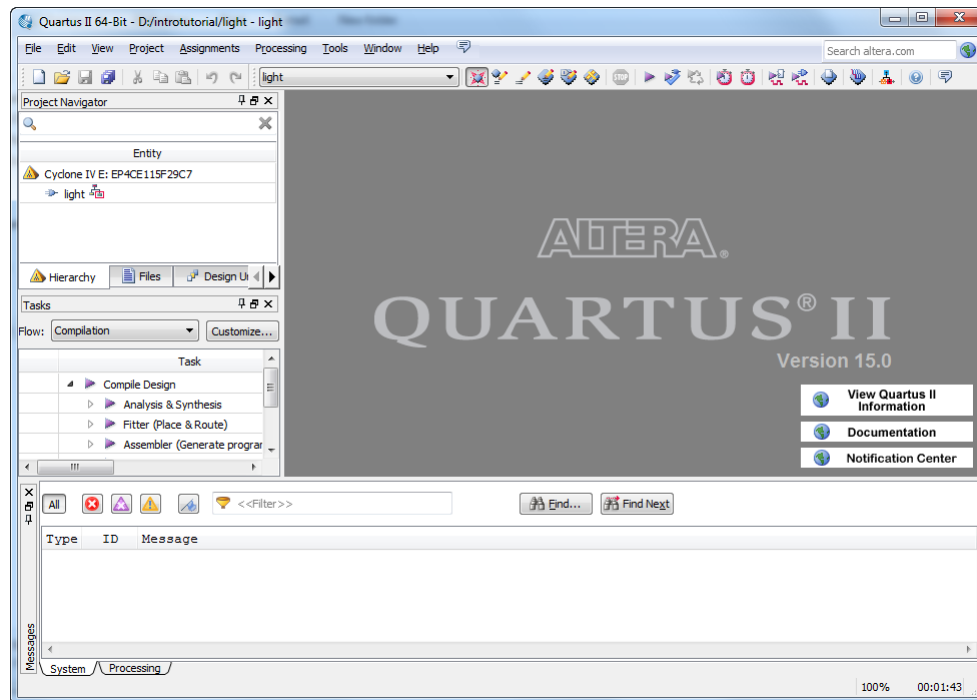 Quartus II 64-Bit - D:/introtutorial/light - light
File Edit View Project Assignments Processing Tools Window Help
Search altera.com
light
Project Navigator
Entity
Cyclone IV E: EP4CE115F29C7
light
Hierarchy Files Design Un
Tasks
Flow: Compilation Customize...
Task
Compile Design
Analysis & Synthesis
Fitter (Place & Route)
Assembler (Generate prograr
ALTERA®
QUARTUS® II
Version 15.0
View Quartus II
Information
Documentation
Notification Center
All <<Filter>> Find... Find Next
Type ID Message
Messages
System Processing
100% 00:01:43